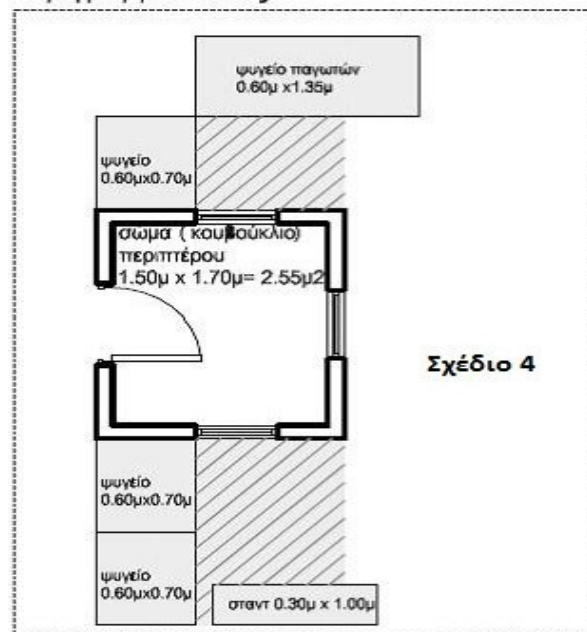 ψυγείο παγωτών
0.60μ x1.35μ
ψυγείο
0.60μx0.70μ
σωμα ( κουβούκλιο)
περιπτέρου
1.50μ x 1.70μ= 2.55μ2
Σχέδιο 4
ψυγείο
0.60μx0.70μ
ψυγείο
0.60μx0.70μ
σταντ 0.30μ x 1.00μ